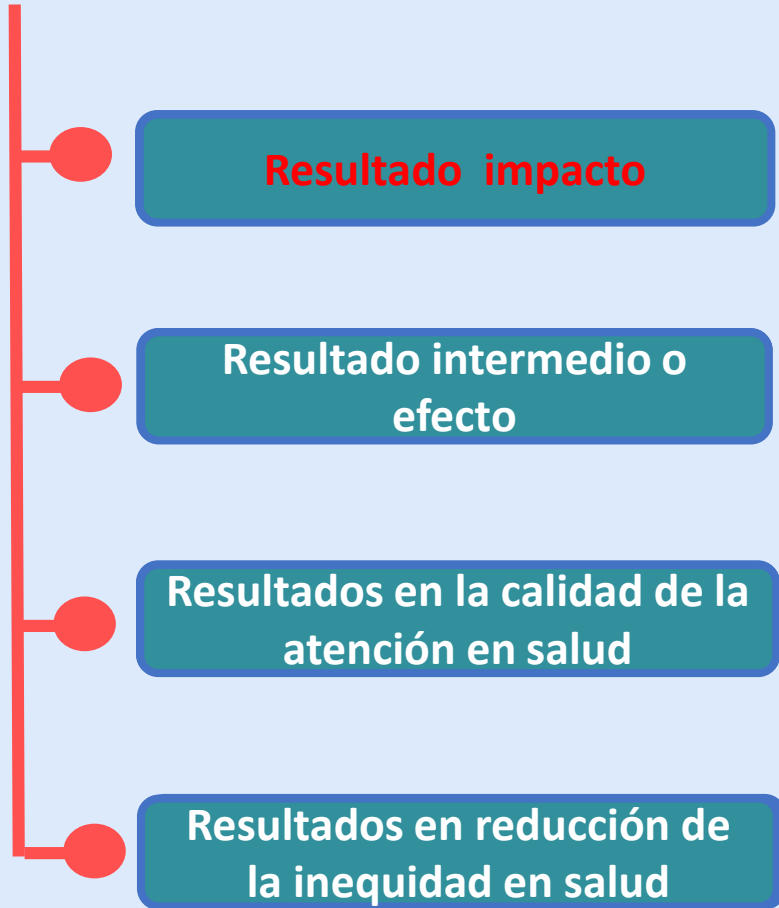 Resultado impacto
Resultado intermedio o
efecto
Resultados en la calidad de la
atención en salud
Resultados en reducción de
la inequidad en salud